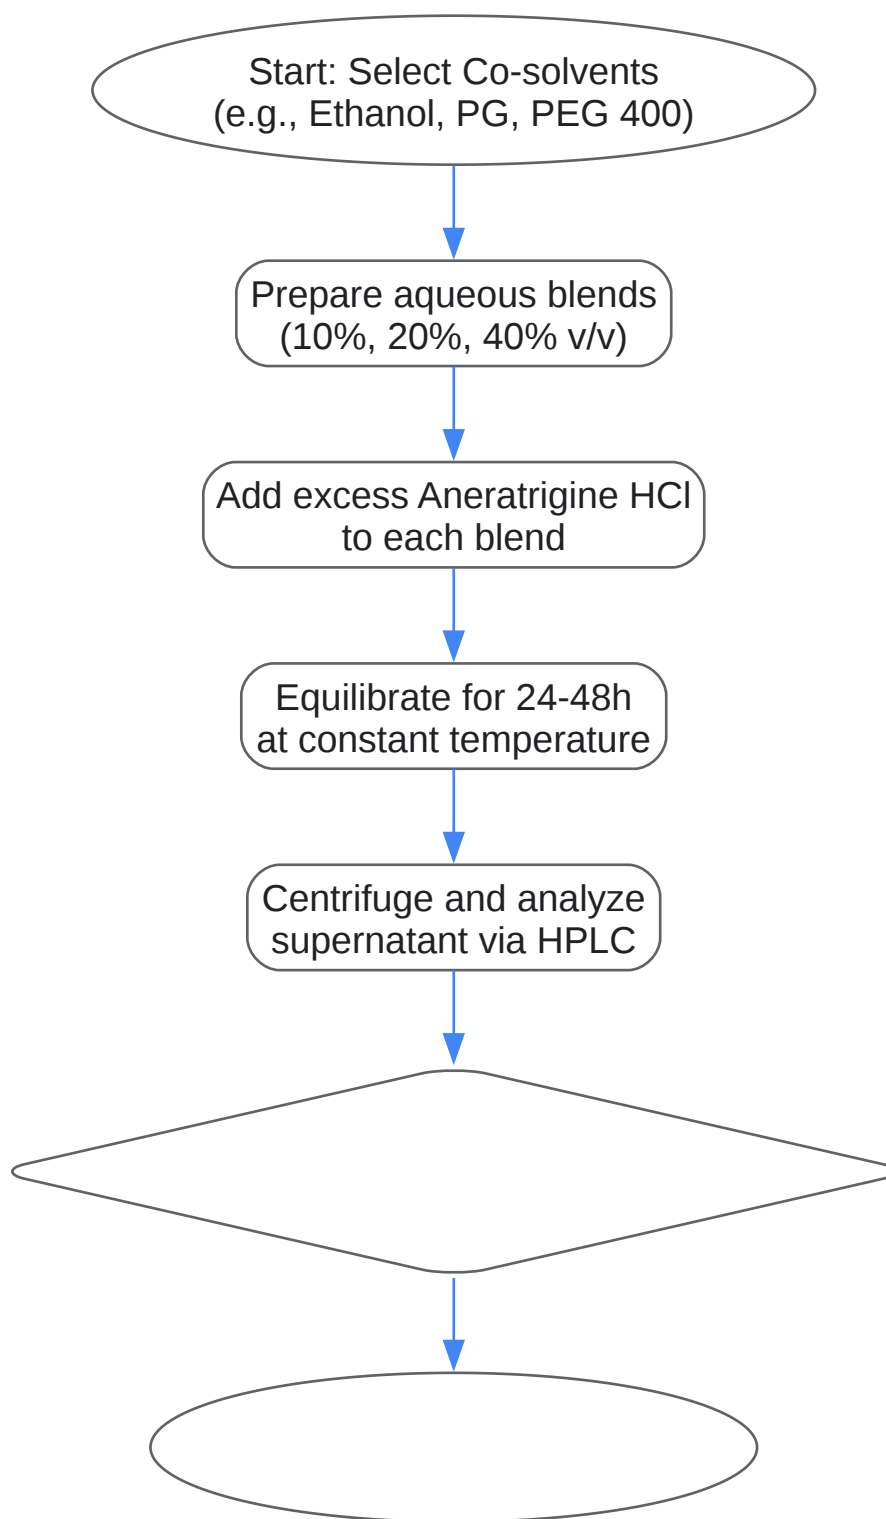 Start: Select Co-solvents
(e.g., Ethanol, PG, PEG 400)
Prepare aqueous blends
(10%, 20%, 40% v/v)
Add excess Aneratrigine HCl
to each blend
Equilibrate for 24-48h
at constant temperature
Centrifuge and analyze
supernatant via HPLC